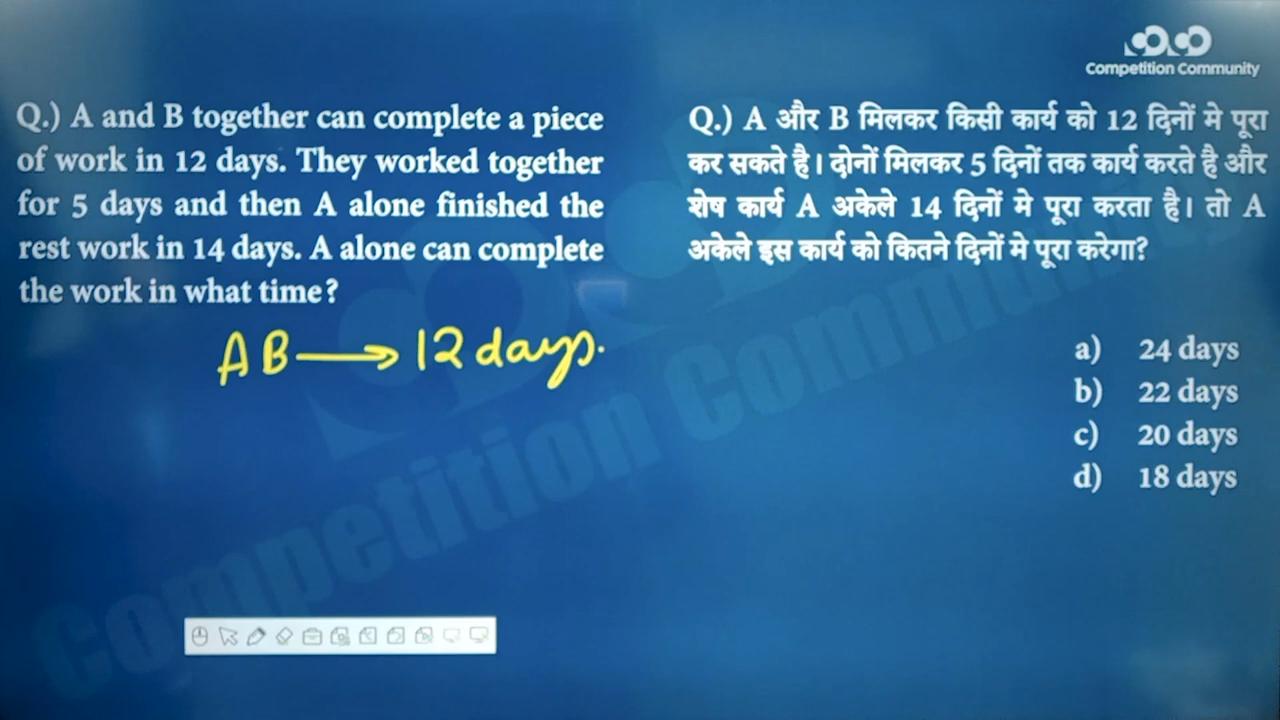 Competition Community
Q.) A and B together can complete a piece
of work in 12 days. They worked together
for 5 days and then A alone finished the
rest work in 14 days. A alone can complete
the work in what time?
AB → 12 days.
Q.) A और B मिलकर किसी कार्य को 12 दिनों मे पूरा
कर सकते है। दोनों मिलकर 5 दिनों तक कार्य करते है और
शेष कार्य A अकेले 14 दिनों मे पूरा करता है। तो A
अकेले इस कार्य को कितने दिनों मे पूरा करेगा?
a) 24 days
b) 22 days
c) 20 days
d) 18 days
Competition Community